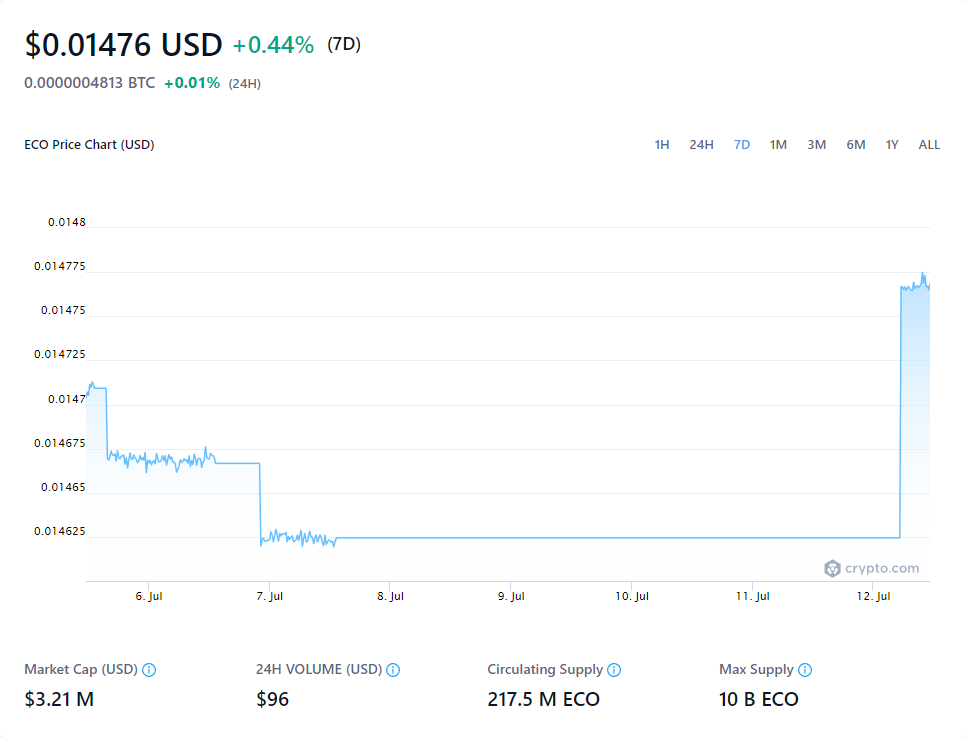 $0.01476 USD +0.44% (7D)
0.0000004813 BTC +0.01% (24H)
ECO Price Chart (USD) 1H 24H 7D 1M 3M 6M 1Y ALL
0.0148
0.014775
0.01475
0.014725
0.0147
0.014675
0.01465
0.014625
crypto.com
6. Jul 7. Jul 8. Jul 9. Jul 10. Jul 11. Jul 12. Jul
Market Cap (USD) 24H VOLUME (USD) Circulating Supply Max Supply
$3.21 M $96 217.5 M ECO 10 B ECO